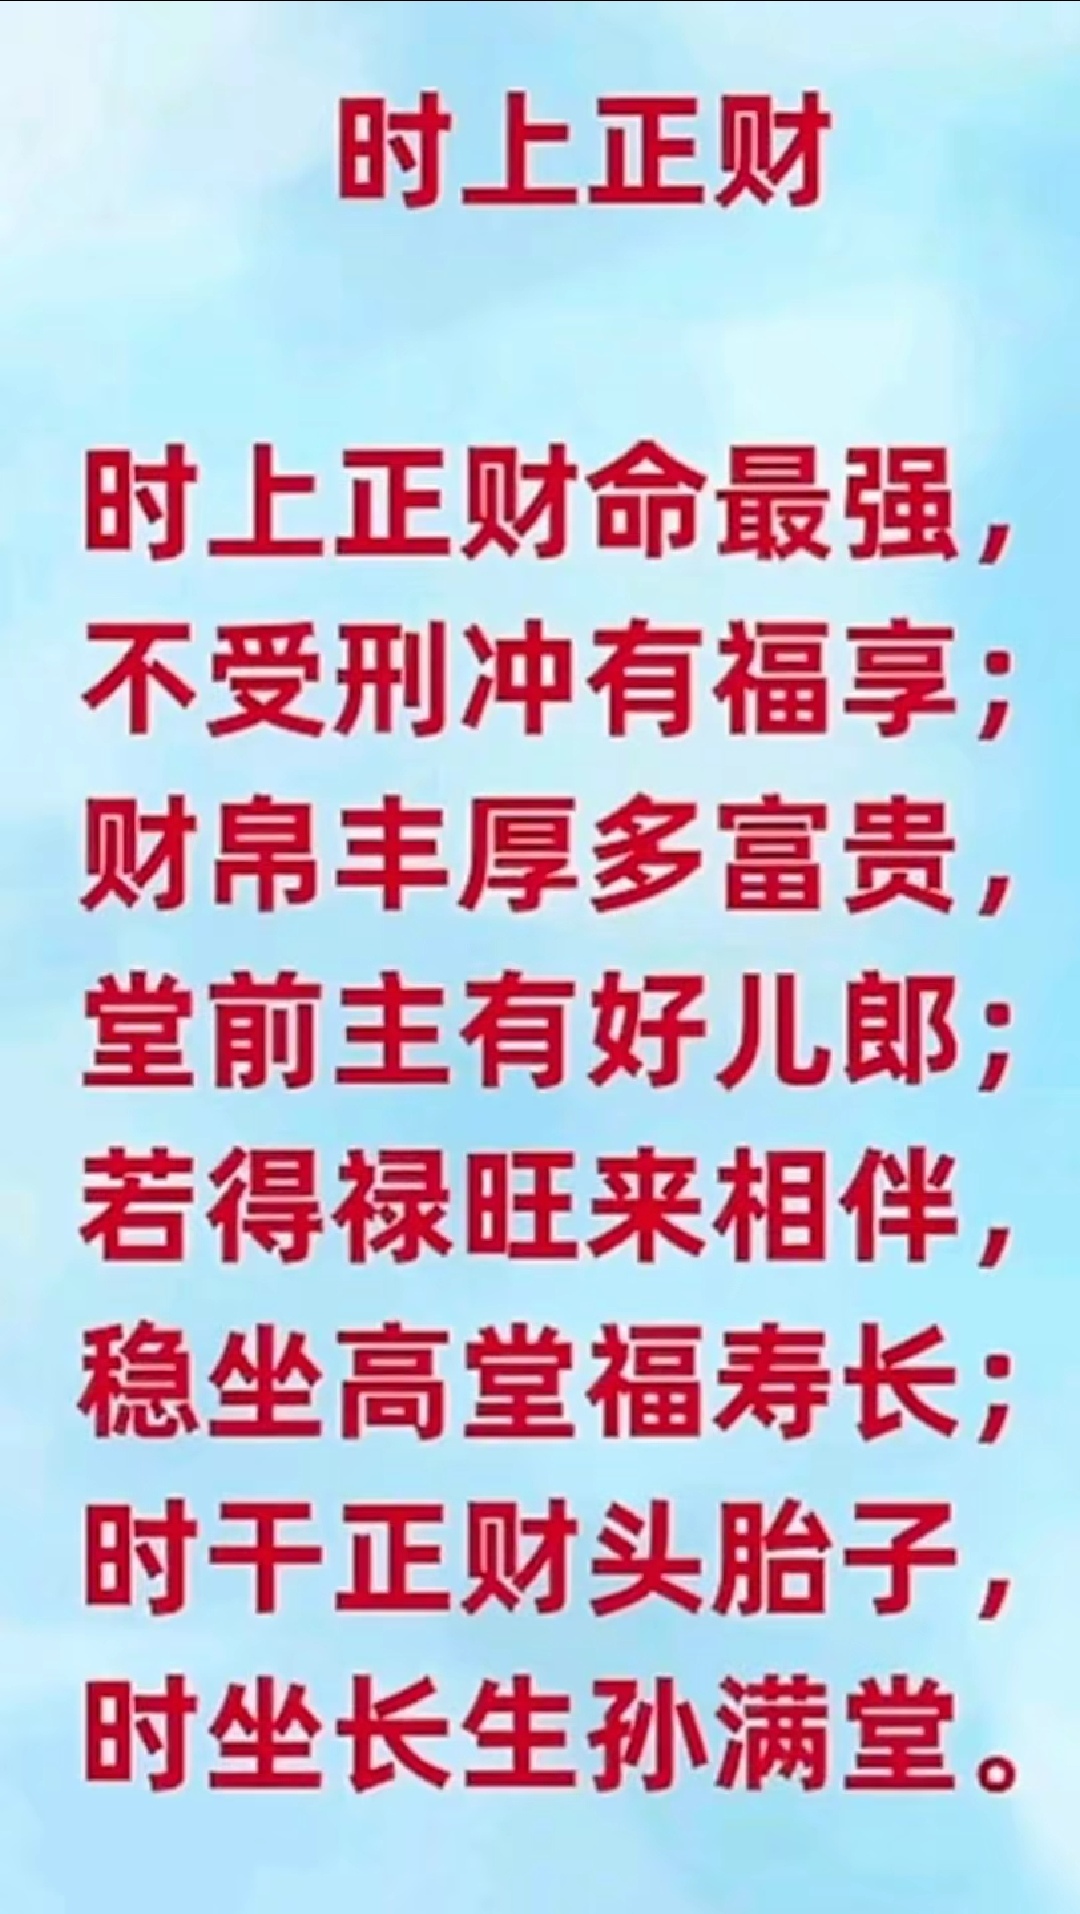 时上正财
时上正财命最强，
不受刑冲有福享；
财帛丰厚多富贵，
堂前主有好儿郎；
若得禄旺来相伴，
稳坐高堂福寿长；
时干正财头胎子，
时坐长生孙满堂。